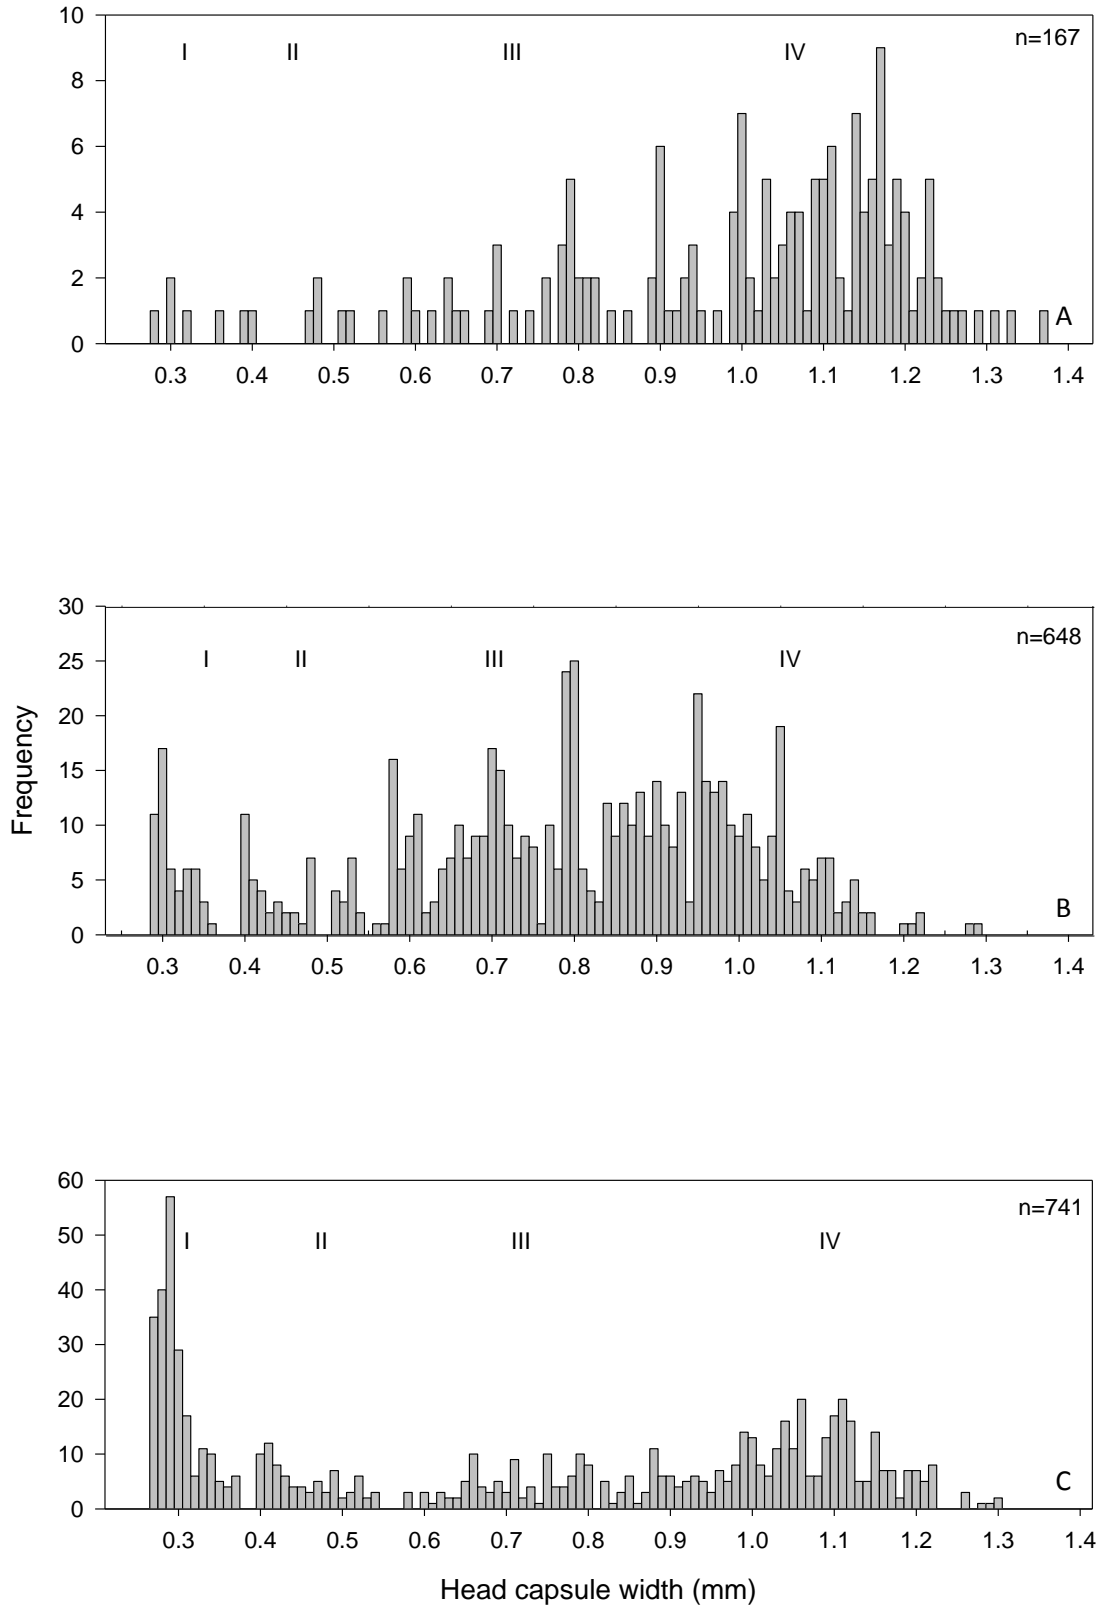 10
8
6
4
2
0
I II III IV n=167
A
0.3 0.4 0.5 0.6 0.7 0.8 0.9 1.0 1.1 1.2 1.3 1.4
Frequency
30
25
20
15
10
5
0
I II III IV n=648
B
0.3 0.4 0.5 0.6 0.7 0.8 0.9 1.0 1.1 1.2 1.3 1.4
60
50
40
30
20
10
0
I II III IV n=741
C
0.3 0.4 0.5 0.6 0.7 0.8 0.9 1.0 1.1 1.2 1.3 1.4
Head capsule width (mm)